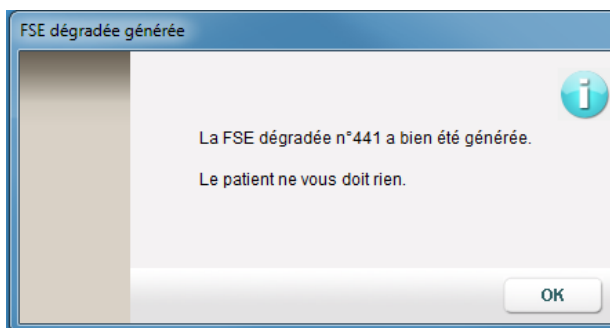 FSE dégradée générée
La FSE dégradée n°441 a bien été générée.
Le patient ne vous doit rien.
OK